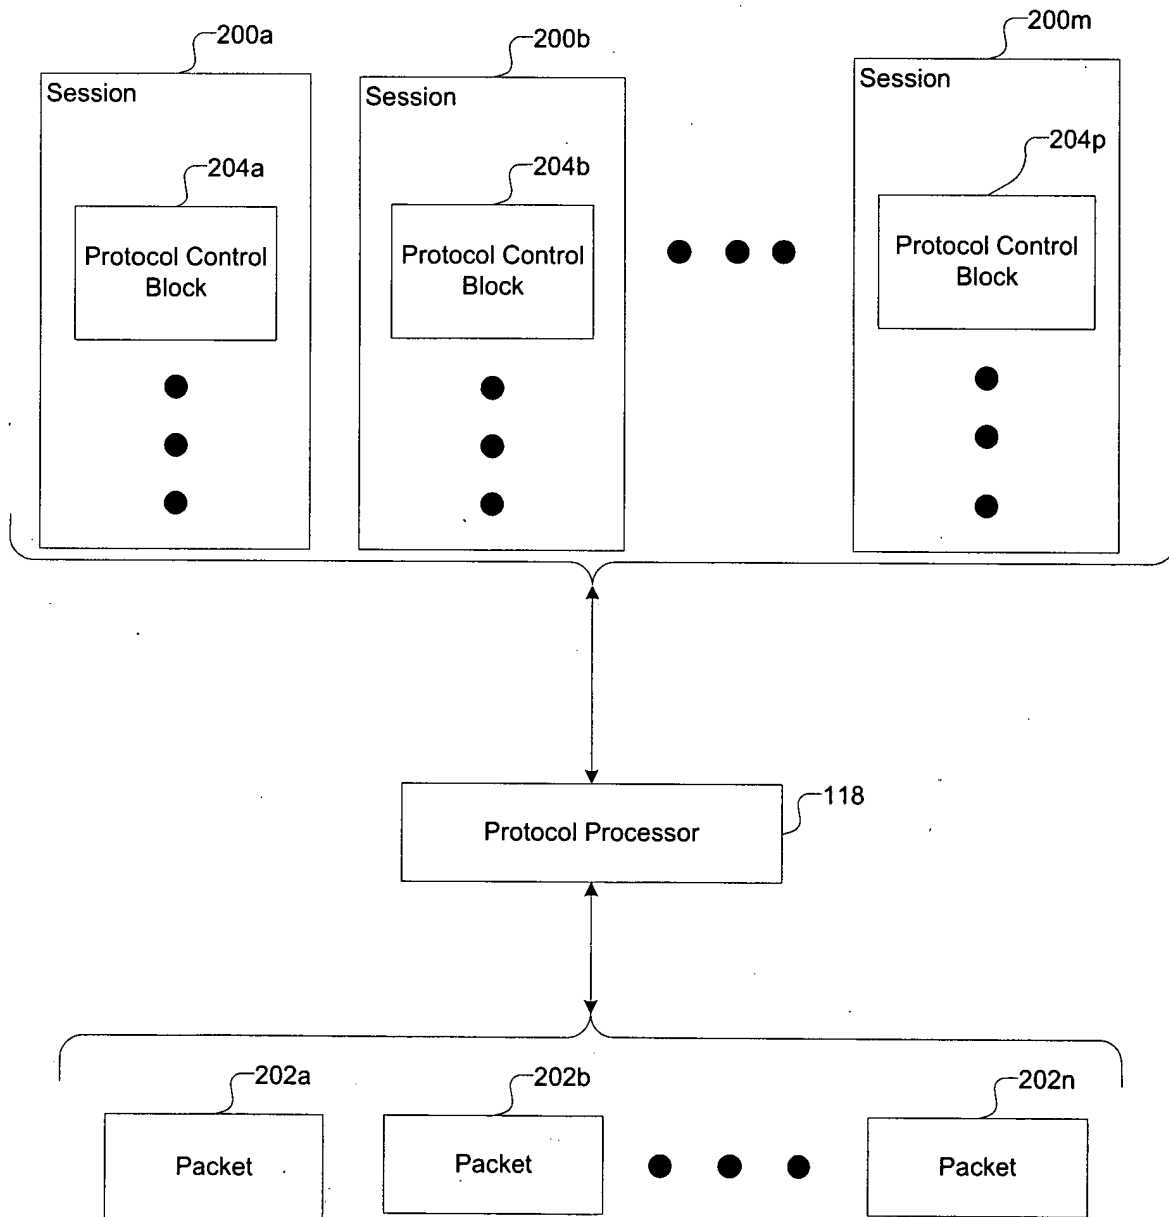 200a
200b
200m
Session
Session
Session
204a
204b
204p
Protocol Control
Block
Protocol Control
Block
Protocol Control
Block
118
Protocol Processor
202a
202b
202n
Packet
Packet
Packet